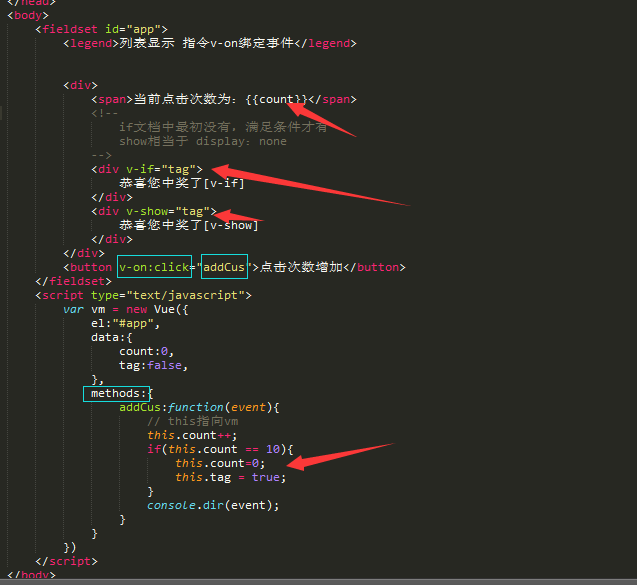 </head>
<body>
<fieldset id="app">
<legend>列表显示 指令v-on绑定事件</legend>
<div>
<span>当前点击次数为: {{count}}</span>
<!--
if文档中最初没有，满足条件才有
show相当于 display: none
-->
<div v-if="tag">
恭喜您中奖了[v-if]
</div>
<div v-show="tag">
恭喜您中奖了[v-show]
</div>
</div>
<button v-on:click="addCus">点击次数增加</button>
</fieldset>
<script type="text/javascript">
var vm = new Vue({
el:"#app",
data:{
count:0,
tag:false,
},
methods:{
addCus:function(event){
// this指向vm
this.count++;
if(this.count == 10){
this.count=0;
this.tag = true;
}
console.dir(event);
}
}
})
</script>
</body>